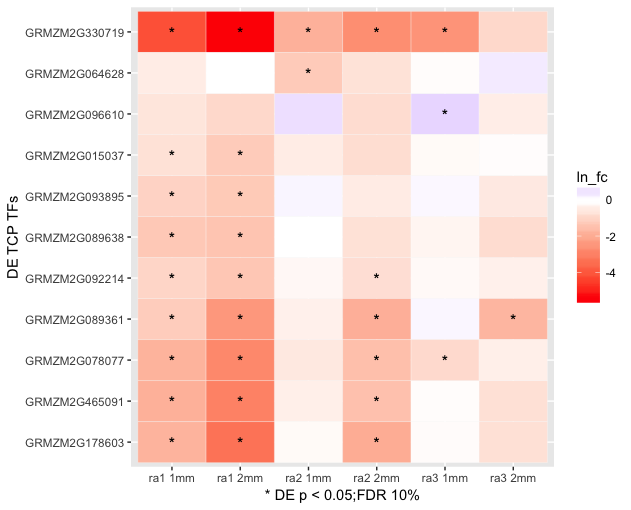 DE TCP TFs
GRMZM2G330719 * * * * *
GRMZM2G064628 *
GRMZM2G096610 *
GRMZM2G015037 * *
GRMZM2G093895 * *
GRMZM2G089638 * *
GRMZM2G092214 * * *
GRMZM2G089361 * * * *
GRMZM2G078077 * * * *
GRMZM2G465091 * * *
GRMZM2G178603 * * *
ra1 1mm ra1 2mm ra2 1mm ra2 2mm ra3 1mm ra3 2mm
* DE p < 0.05;FDR 10%
ln_fc
0
-2
-4